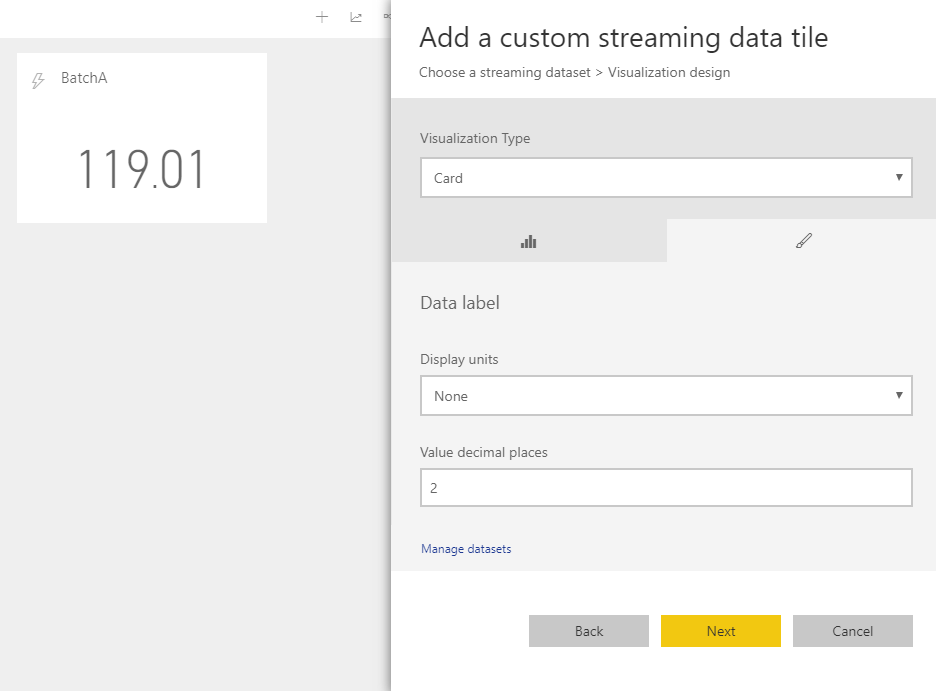 BatchA
119.01
Add a custom streaming data tile
Choose a streaming dataset > Visualization design
Visualization Type
Card
Data label
Display units
None
Value decimal places
2
Manage datasets
Back
Next
Cancel